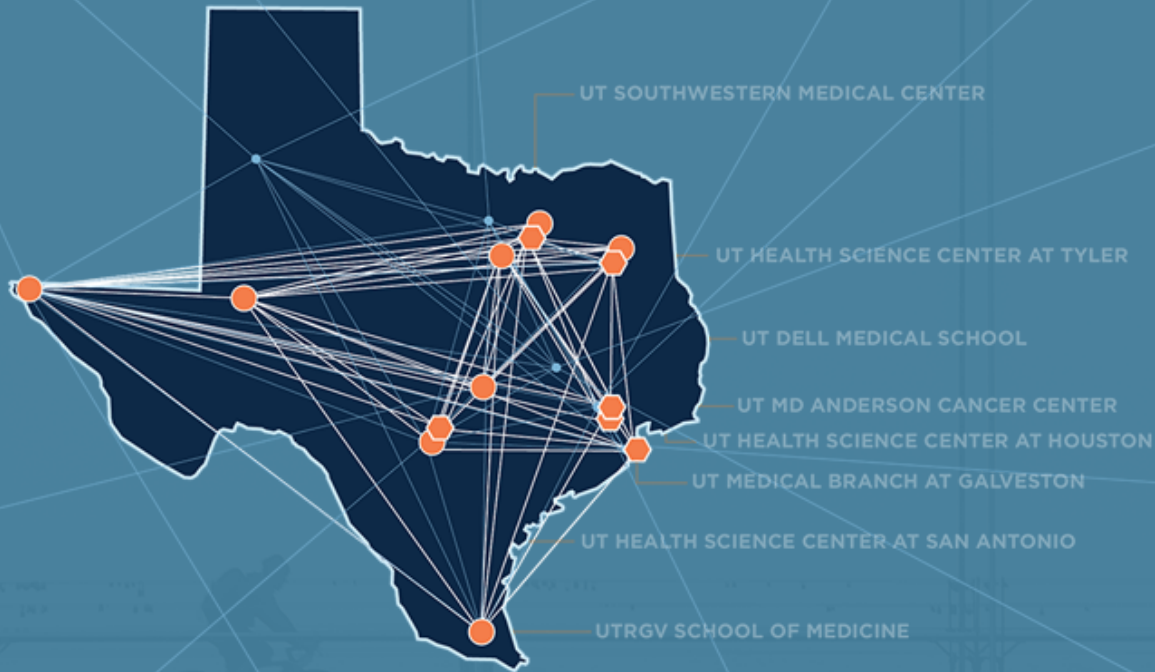 UT SOUTHWESTERN MEDICAL CENTER
UT HEALTH SCIENCE CENTER AT TYLER
UT DELL MEDICAL SCHOOL
UT MD ANDERSON CANCER CENTER
UT HEALTH SCIENCE CENTER AT HOUSTON
UT MEDICAL BRANCH AT GALVESTON
UT HEALTH SCIENCE CENTER AT SAN ANTONIO
UTRGV SCHOOL OF MEDICINE